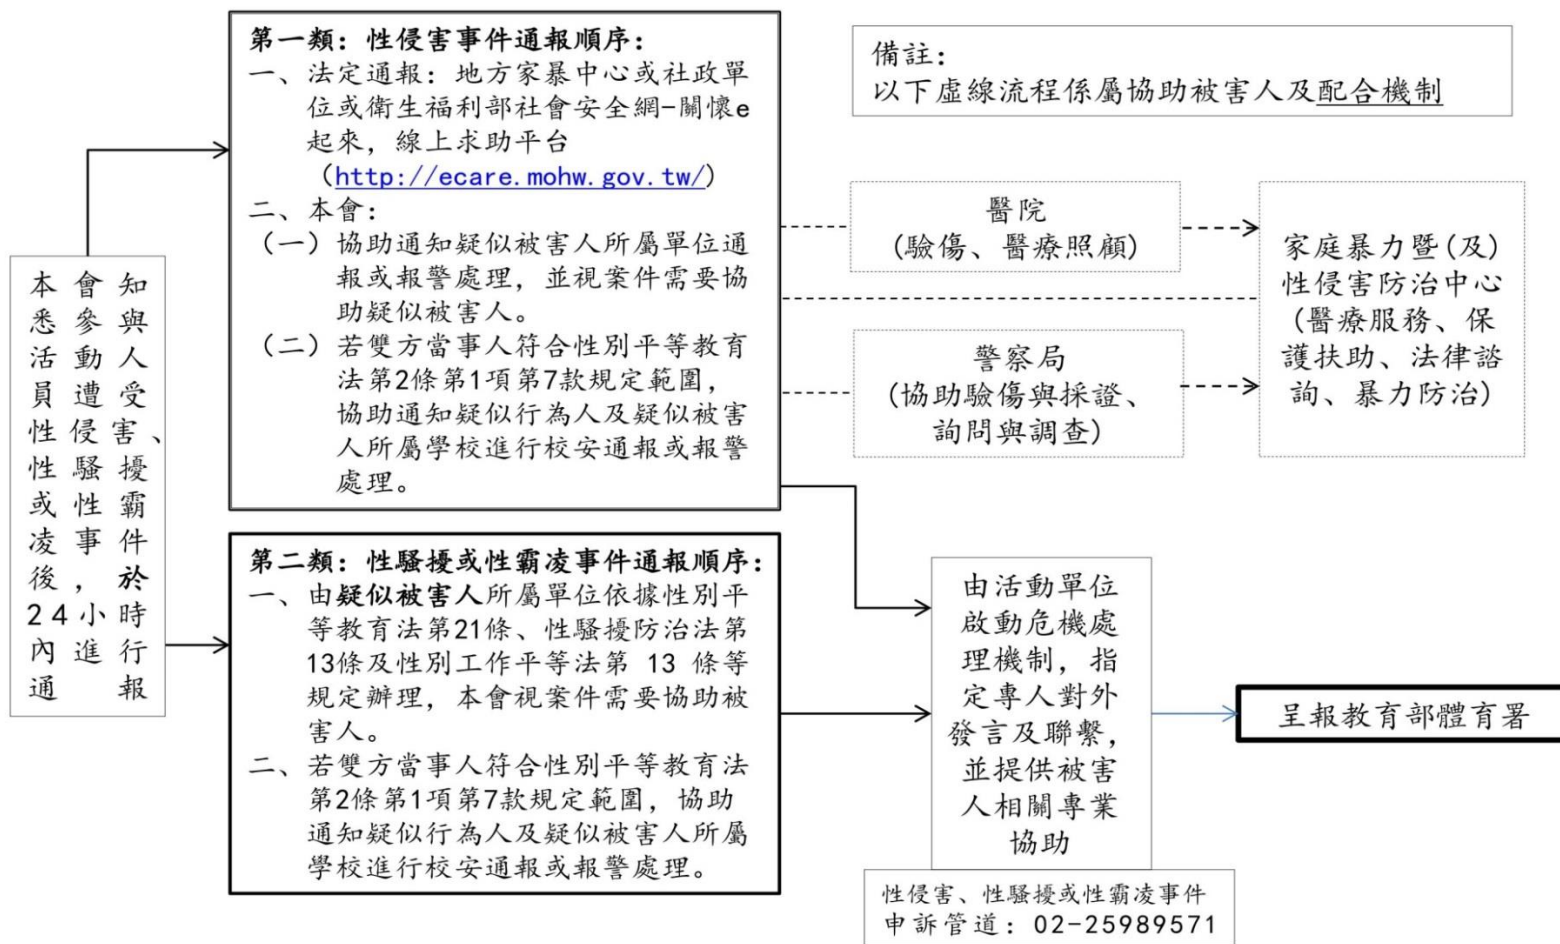 本會知
悉參與
活動人
員遭受
性侵害、
性騷擾
或性霸
凌事件
後，於
24小時
內進行
通報
第一類：性侵害事件通報順序：
一、法定通報：地方家暴中心或社政單
位或衛生福利部社會安全網-關懷e
起來，線上求助平台
（http://ecare.mohw.gov.tw/）
二、本會：
（一）協助通知疑似被害人所屬單位通
報或報警處理，並視案件需要協
助疑似被害人。
（二）若雙方當事人符合性別平等教育
法第2條第1項第7款規定範圍，
協助通知疑似行為人及疑似被害
人所屬學校進行校安通報或報警
處理。
第二類：性騷擾或性霸凌事件通報順序：
一、由疑似被害人所屬單位依據性別平
等教育法第21條、性騷擾防治法第
13條及性別工作平等法第 13 條等
規定辦理，本會視案件需要協助被
害人。
二、若雙方當事人符合性別平等教育法
第2條第1項第7款規定範圍，協助
通知疑似行為人及疑似被害人所屬
學校進行校安通報或報警處理。
備註：
以下虛線流程係屬協助被害人及配合機制
醫院
(驗傷、醫療照顧)
警察局
(協助驗傷與採證、
詢問與調查)
家庭暴力暨(及)
性侵害防治中心
(醫療服務、保
護扶助、法律諮
詢、暴力防治)
由活動單位
啟動危機處
理機制，指
定專人對外
發言及聯繫，
並提供被害
人相關專業
協助
性侵害、性騷擾或性霸凌事件
申訴管道：02-25989571
呈報教育部體育署